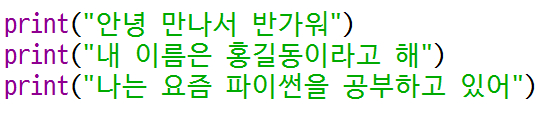 print("안녕 만나서 반가워")
print("내 이름은 홍길동이라고 해")
print("나는 요즘 파이썬을 공부하고 있어")